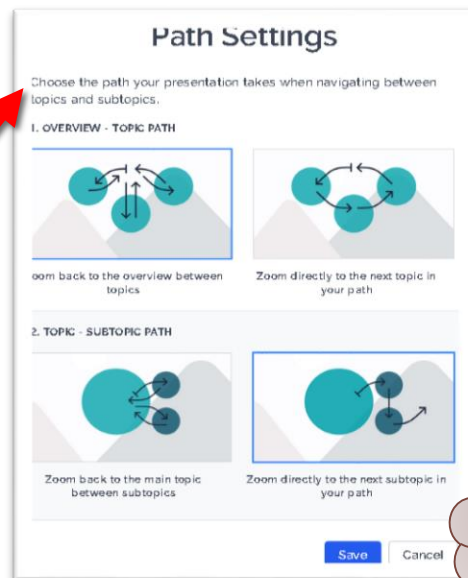 Path Settings
Choose the path your presentation takes when navigating between
topics and subtopics.
1. OVERVIEW - TOPIC PATH
oom back to the overview between
topics
Zoom directly to the next topic in
your path
2. TOPIC - SUBTOPIC PATH
Zoom back to the main topic
between subtopics
Zoom directly to the next subtopic in
your path
Save Cancel